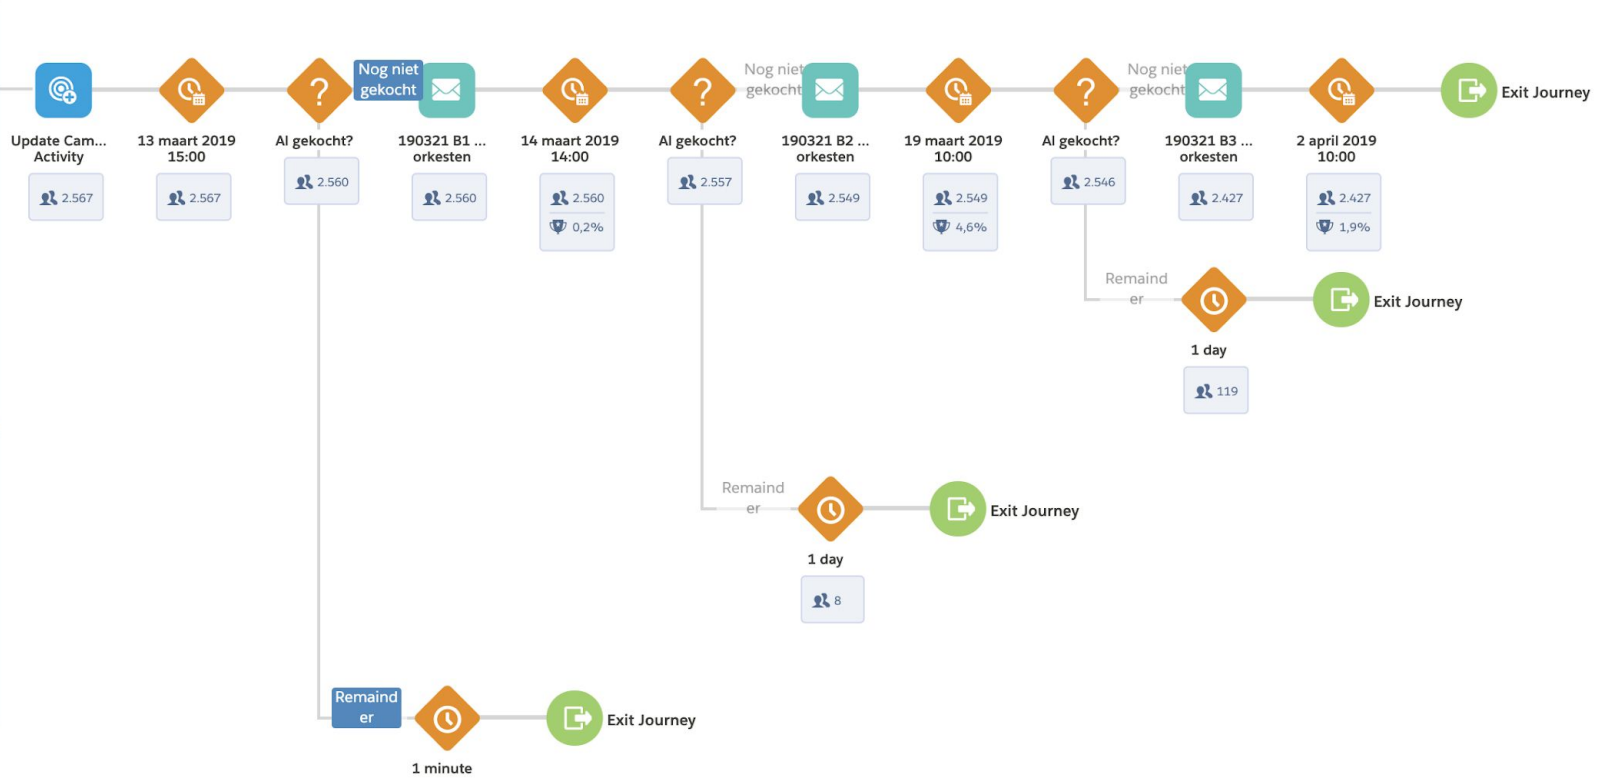 Nog niet
gekocht
Nog niet
gekocht
Nog niet
gekocht
Exit Journey
Update Cam...
Activity
13 maart 2019
15:00
Al gekocht?
190321 B1 ...
orkesten
14 maart 2019
14:00
Al gekocht?
190321 B2 ...
orkesten
19 maart 2019
10:00
Al gekocht?
190321 B3 ...
orkesten
2 april 2019
10:00
2.567
2.567
2.560
2.560
2.560
0,2%
2.557
2.549
2.549
4,6%
2.546
2.427
2.427
1,9%
Remaind
er
Exit Journey
1 day
119
Remaind
er
Exit Journey
1 day
8
Remaind
er
Exit Journey
1 minute